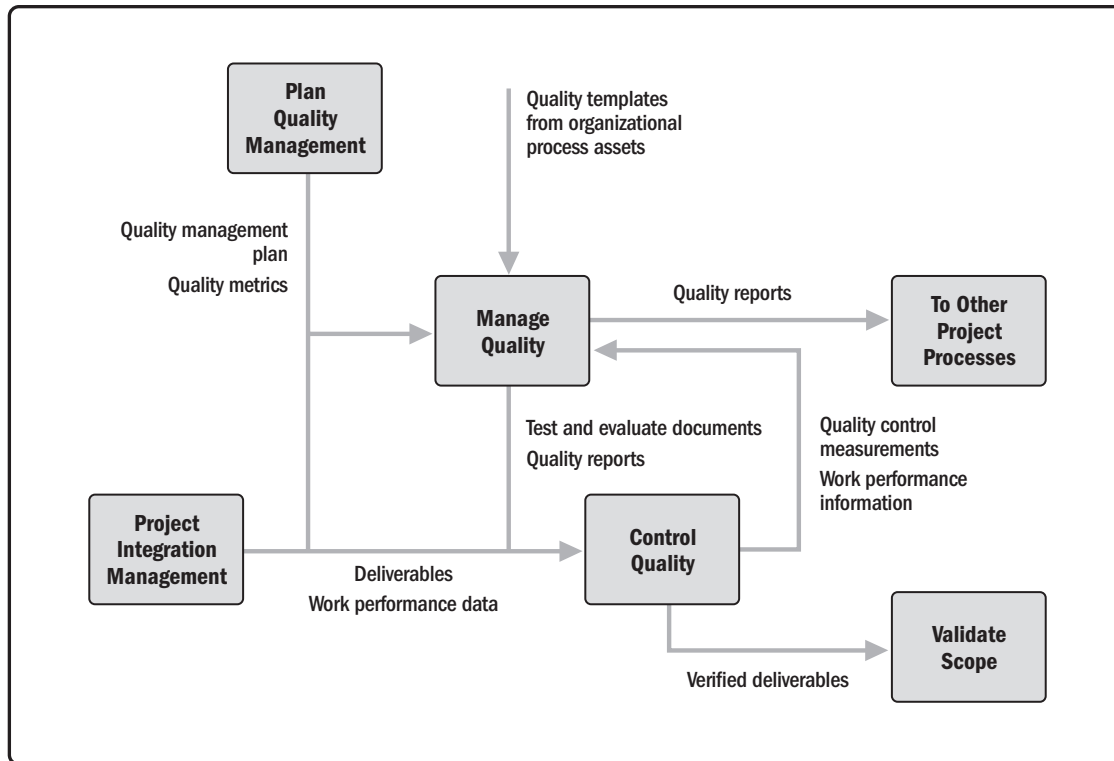 Plan
Quality
Management
Quality templates
from organizational
process assets
Quality management
plan
Quality metrics
Manage
Quality
Quality reports
To Other
Project
Processes
Test and evaluate documents
Quality reports
Quality control
measurements
Work performance
information
Project
Integration
Management
Deliverables
Work performance data
Control
Quality
Verified deliverables
Validate
Scope